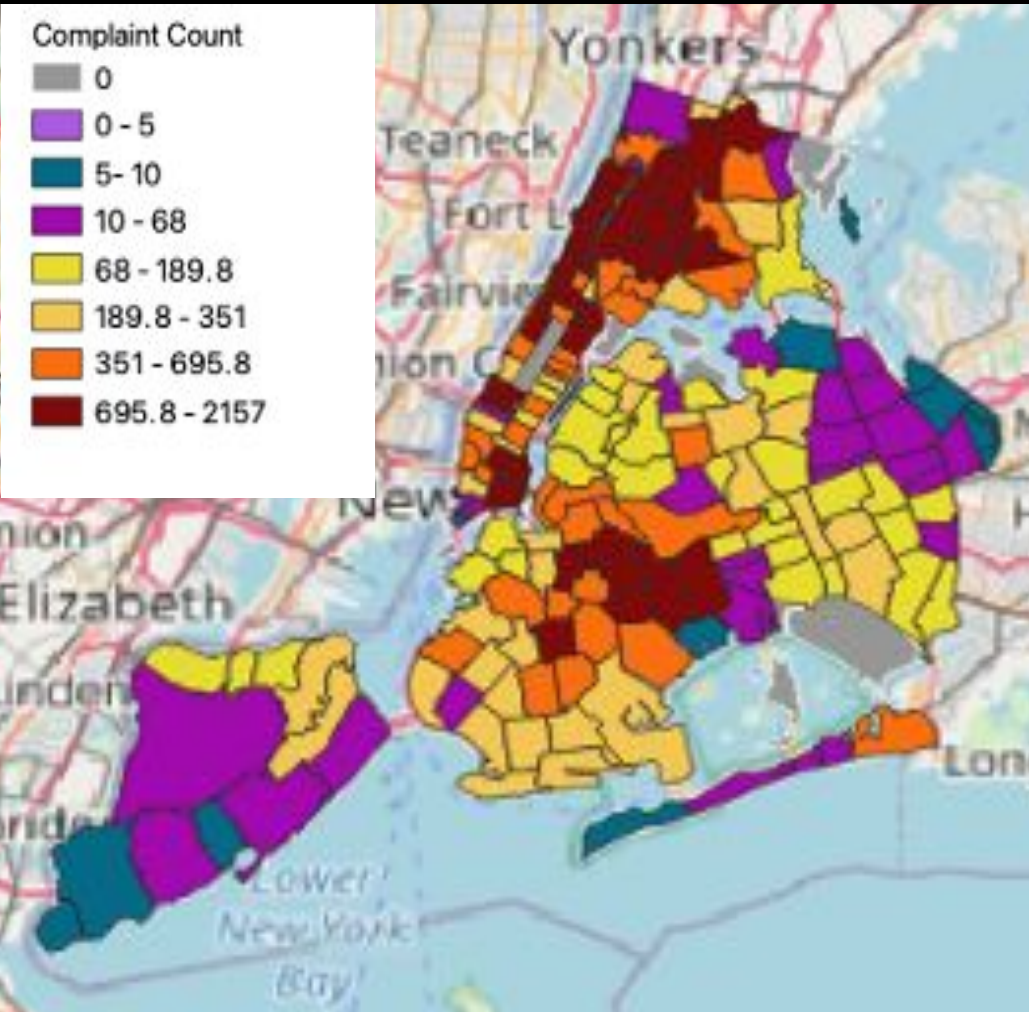 Complaint Count
0
0 - 5
5- 10
10 - 68
68 - 189.8
189.8 - 351
351 - 695.8
695.8 - 2157
Yonkers
Teaneck
Fort L
Fairvie
nion C
New
nion
Elizabeth
Linden
Lon
Lower
New York
Bay